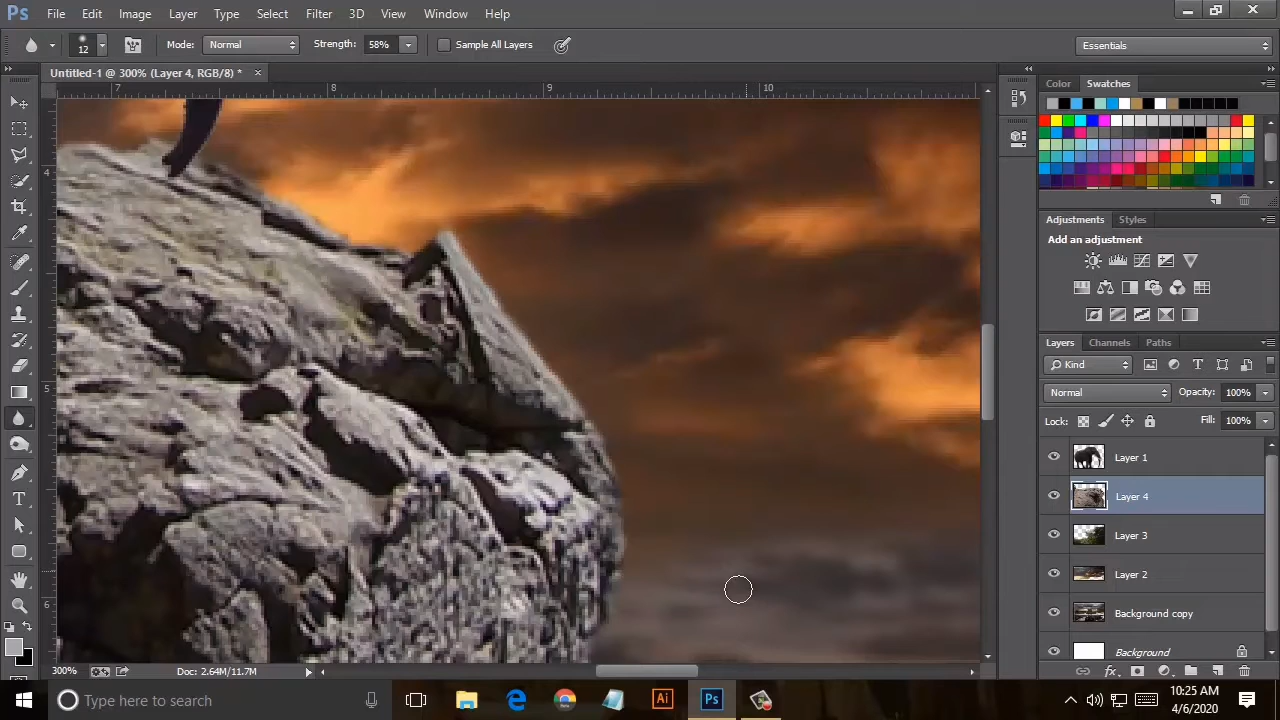 Ps File Edit Image Layer Type Select Filter 3D View Window Help
12 Mode: Normal Strength: 58% Sample All Layers Essentials
Untitled-1 @ 300% (Layer 4, RGB/8) *
7 8 9 10
4
5
6
Color Swatches
Adjustments Styles
Add an adjustment
Layers Channels Paths
Kind
Normal Opacity: 100%
Lock: Fill: 100%
Layer 1
Layer 4
Layer 3
Layer 2
Background copy
Background
fx
300% Doc: 2.64M/11.7M
Type here to search
Ai Ps
10:25 AM
4/6/2020